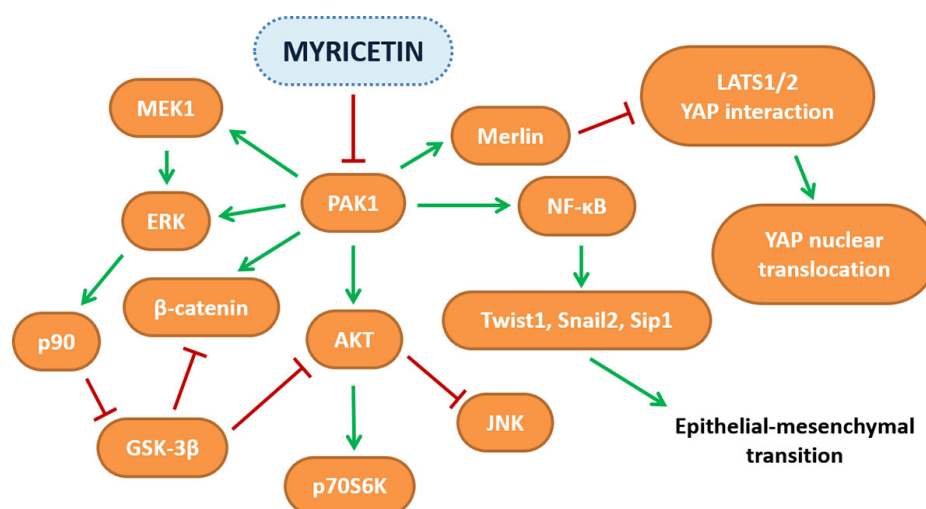 MYRICETIN
MEK1
Merlin
LATS1/2
YAP interaction
ERK
PAK1
NF-κB
YAP nuclear
translocation
β-catenin
p90
AKT
Twist1, Snail2, Sip1
GSK-3β
JNK
Epithelial-mesenchymal
transition
p70S6K